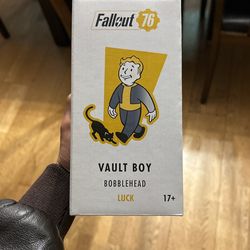 Fallout 76
VAULT BOY
BOBBLEHEAD
LUCK
17+